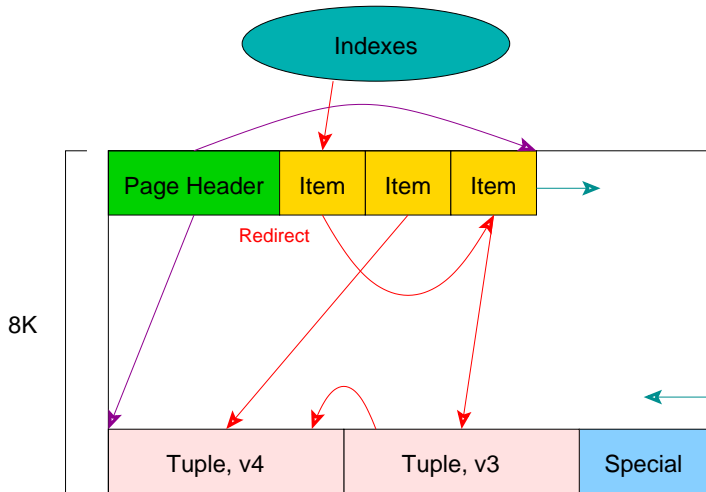 Indexes
Page Header
Item
Item
Item
Redirect
8K
Tuple, v4
Tuple, v3
Special